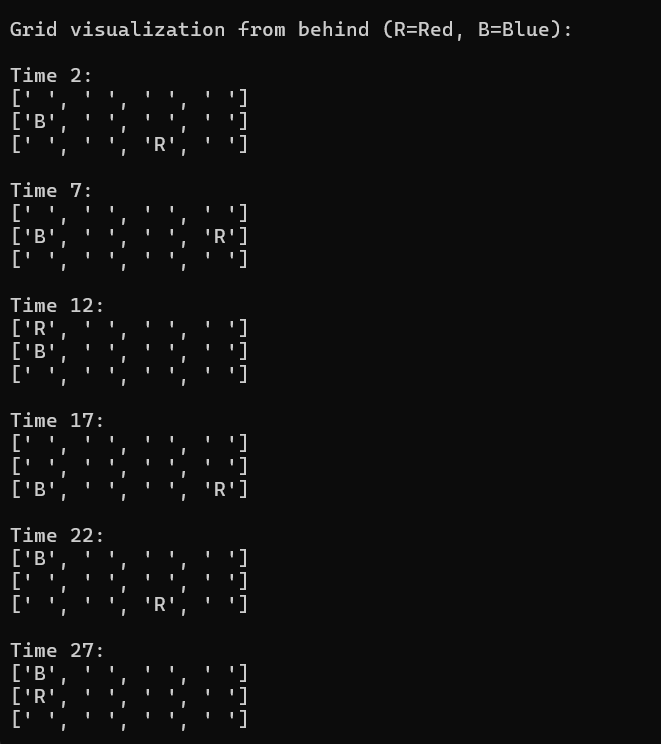 Grid visualization from behind (R=Red, B=Blue):
Time 2:
[' ', ' ', ' ', ' ']
['B', ' ', ' ', ' ']
[' ', ' ', 'R', ' ']
Time 7:
[' ', ' ', ' ', ' ']
['B', ' ', ' ', 'R']
[' ', ' ', ' ', ' ']
Time 12:
['R', ' ', ' ', ' ']
['B', ' ', ' ', ' ']
[' ', ' ', ' ', ' ']
Time 17:
[' ', ' ', ' ', ' ']
[' ', ' ', ' ', ' ']
['B', ' ', ' ', 'R']
Time 22:
['B', ' ', ' ', ' ']
[' ', ' ', ' ', ' ']
[' ', ' ', 'R', ' ']
Time 27:
['B', ' ', ' ', ' ']
['R', ' ', ' ', ' ']
[' ', ' ', ' ', ' ']